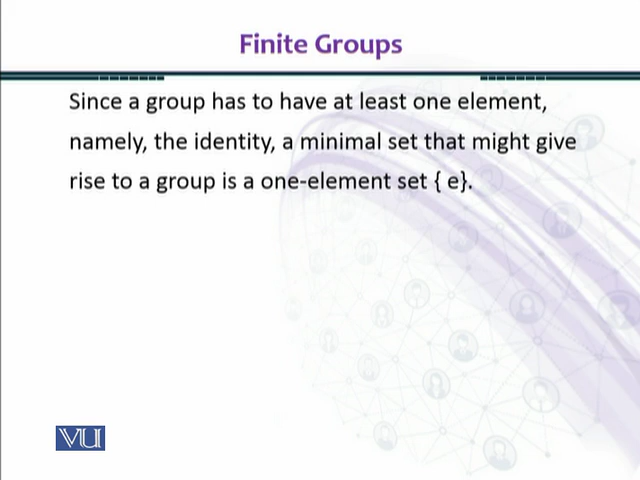 Finite Groups
Since a group has to have at least one element,
namely, the identity, a minimal set that might give
rise to a group is a one-element set { e}.
VU